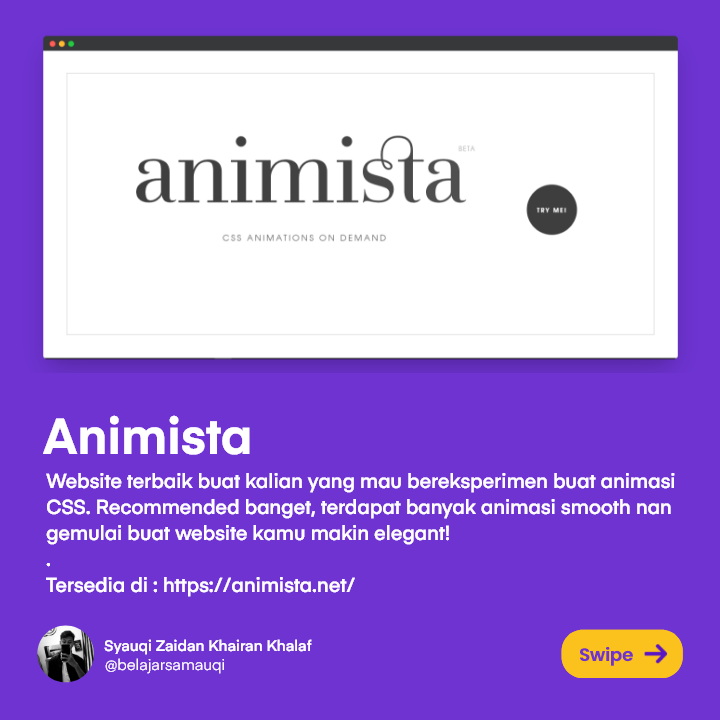 animista
BETA
TRY ME!
CSS ANIMATIONS ON DEMAND
Animista
Website terbaik buat kalian yang mau bereksperimen buat animasi
CSS. Recommended banget, terdapat banyak animasi smooth nan
gemulai buat website kamu makin elegant!
.
Tersedia di : https://animista.net/
Syauqi Zaidan Khairan Khalaf
@belajarsamauqi
Swipe